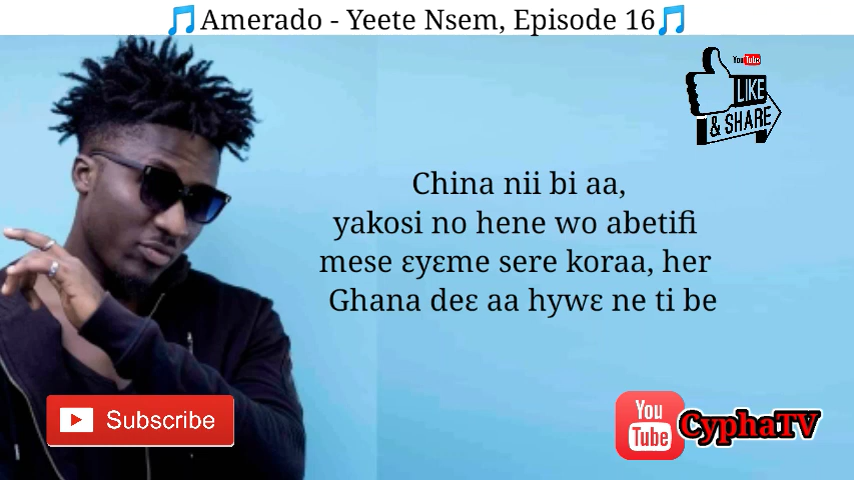 🎵Amerado - Yeete Nsem, Episode 16🎵
YouTube
LIKE
& SHARE
China nii bi aa,
yakosi no hene wo abetifi
mese ɛyɛme sere koraa, her
Ghana deɛ aa hywɛ ne ti be
Subscribe
You
Tube
CyphaTV